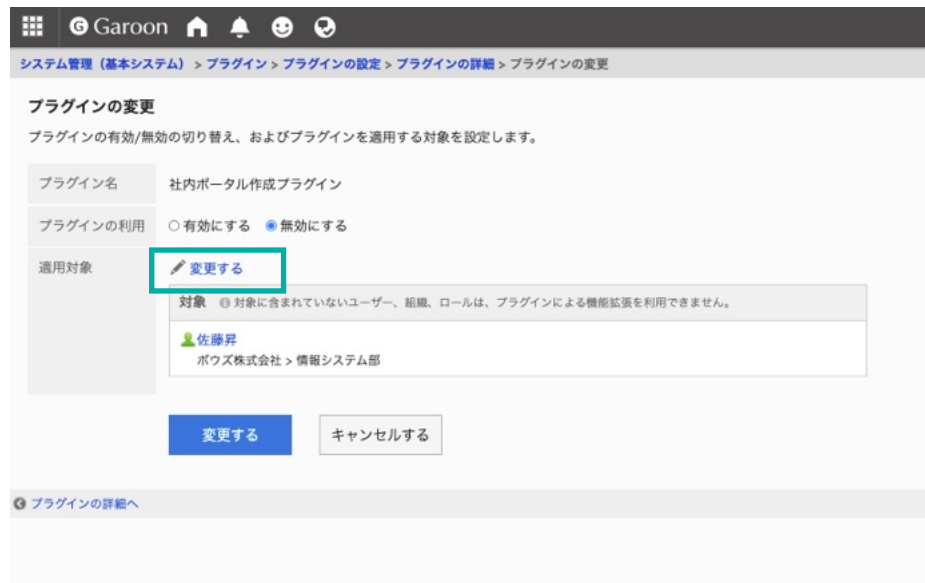 Garoon
システム管理（基本システム） > プラグイン > プラグインの設定 > プラグインの詳細 > プラグインの変更
プラグインの変更
プラグインの有効/無効の切り替え、およびプラグインを適用する対象を設定します。
プラグイン名 社内ポータル作成プラグイン
プラグインの利用 有効にする 無効にする
適用対象 変更する
対象 対象に含まれていないユーザー、組織、ロールは、プラグインによる機能拡張を利用できません。
佐藤昇
ボウズ株式会社 > 情報システム部
変更する キャンセルする
プラグインの詳細へ